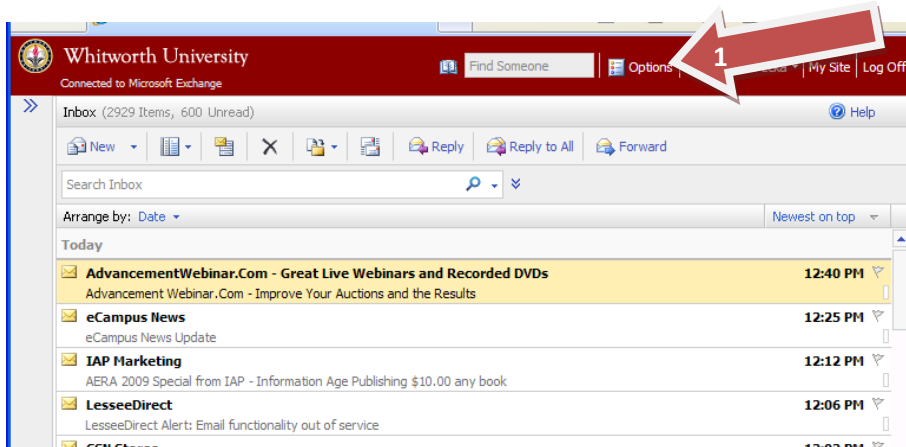 Whitworth University
Connected to Microsoft Exchange
Find Someone
Options
1
My Site
Log Off
Inbox (2929 Items, 600 Unread)
Help
New
Reply
Reply to All
Forward
Search Inbox
Arrange by: Date
Newest on top
Today
AdvancementWebinar.Com - Great Live Webinars and Recorded DVDs 12:40 PM
Advancement Webinar.Com - Improve Your Auctions and the Results
eCampus News 12:25 PM
eCampus News Update
IAP Marketing 12:12 PM
AERA 2009 Special from IAP - Information Age Publishing $10.00 any book
LesseeDirect 12:06 PM
LesseeDirect Alert: Email functionality out of service